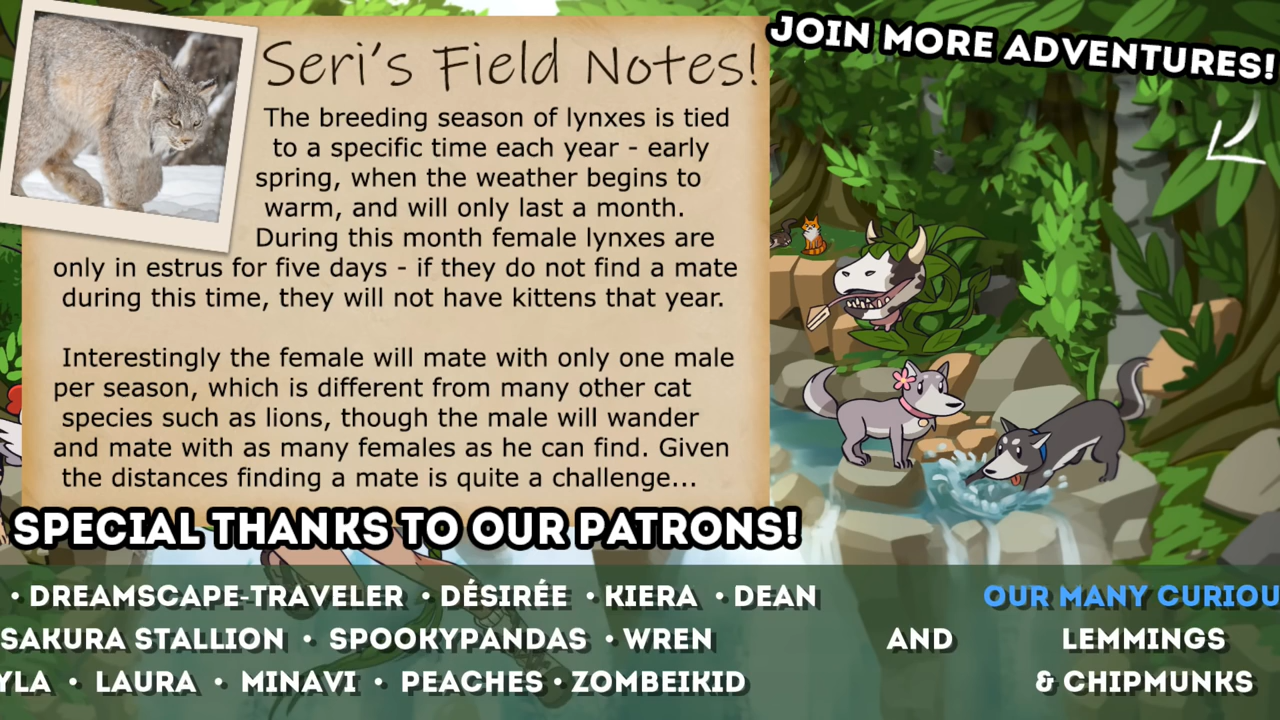 Seri's Field Notes!
JOIN MORE ADVENTURES!
The breeding season of lynxes is tied
to a specific time each year - early
spring, when the weather begins to
warm, and will only last a month.
During this month female lynxes are
only in estrus for five days - if they do not find a mate
during this time, they will not have kittens that year.
Interestingly the female will mate with only one male
per season, which is different from many other cat
species such as lions, though the male will wander
and mate with as many females as he can find. Given
the distances finding a mate is quite a challenge...
SPECIAL THANKS TO OUR PATRONS!
• DREAMSCAPE-TRAVELER • DÉSIRÉE • KIERA • DEAN
SAKURA STALLION • SPOOKYPANDAS • WREN
YLA • LAURA • MINAVI • PEACHES • ZOMBEIKID
AND
OUR MANY CURIOU
LEMMINGS
& CHIPMUNKS